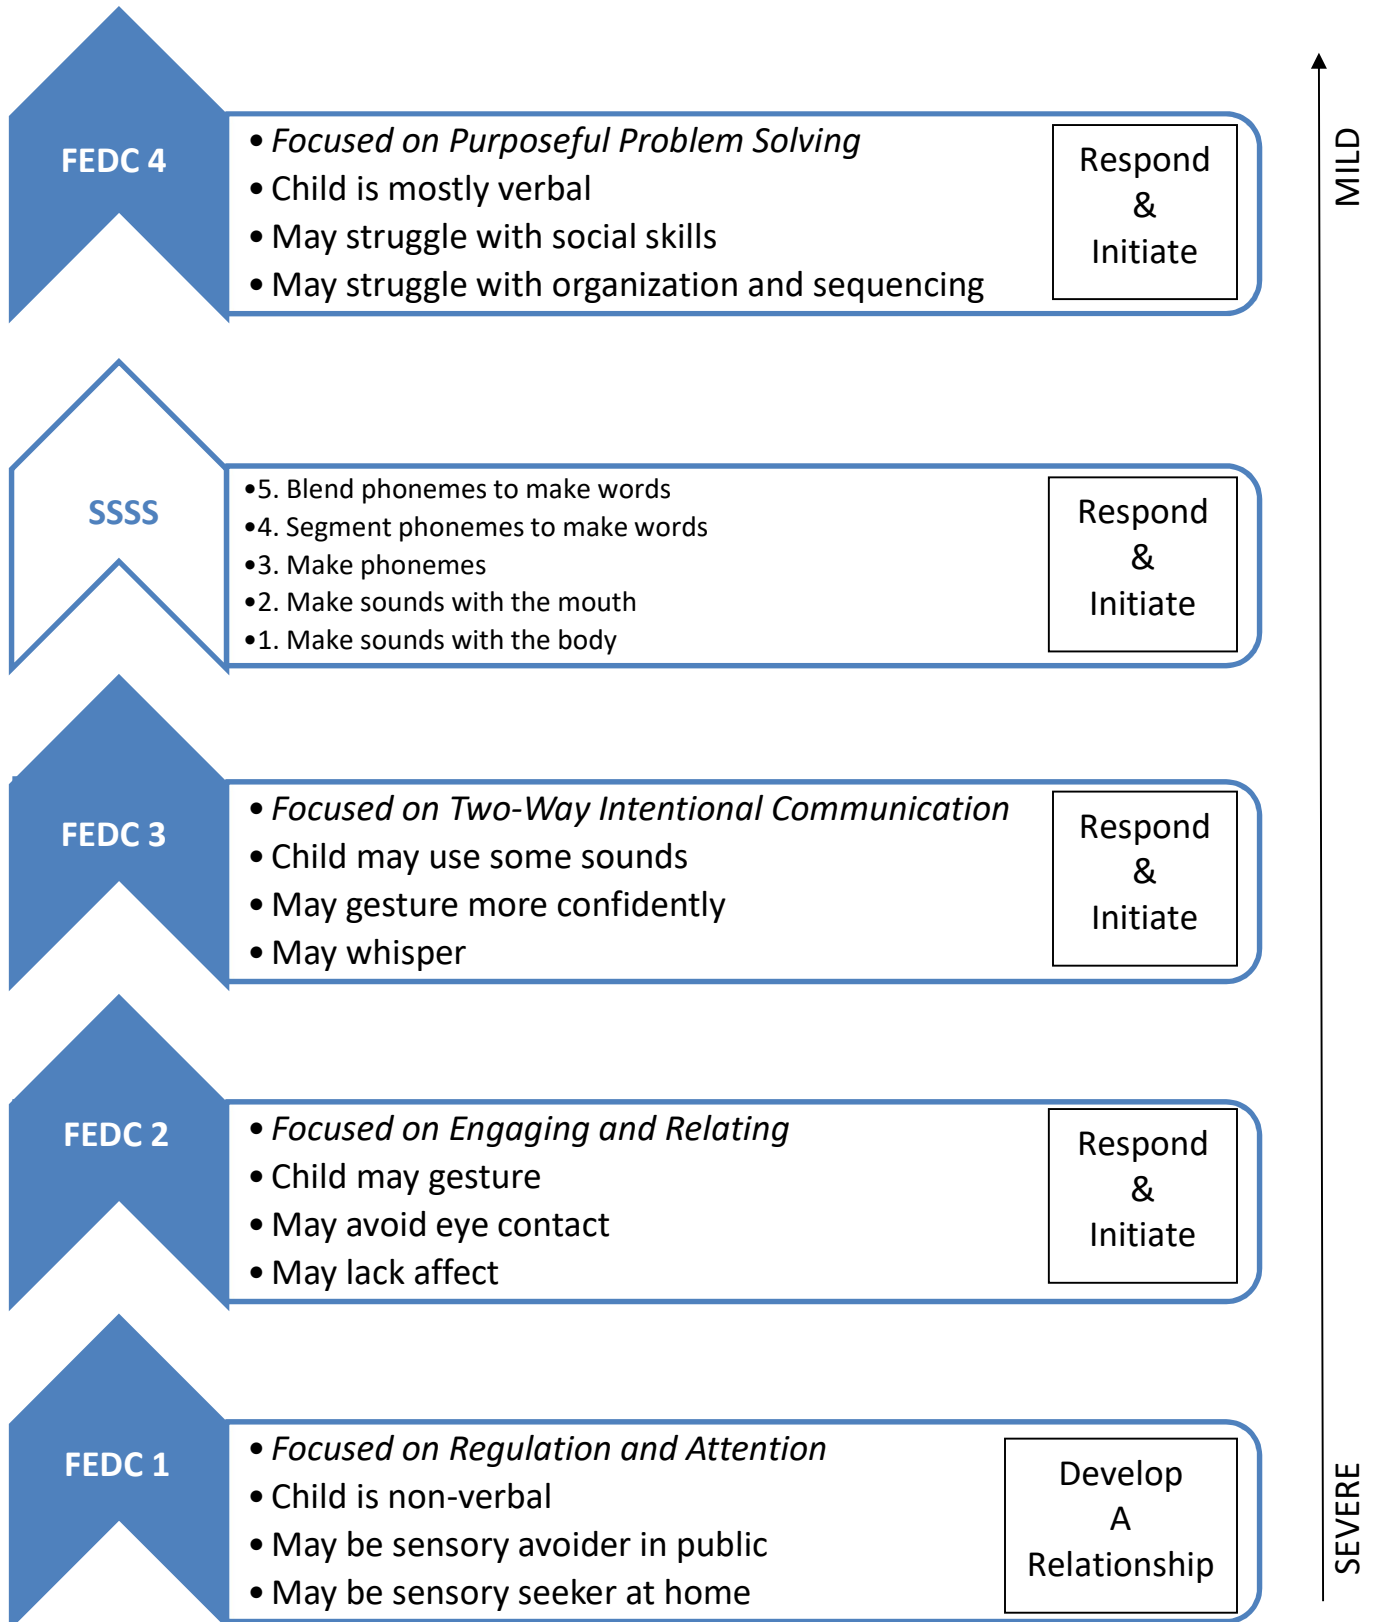 FEDC 4
• Focused on Purposeful Problem Solving
• Child is mostly verbal
• May struggle with social skills
• May struggle with organization and sequencing
Respond
&
Initiate
MILD
SSSS
•5. Blend phonemes to make words
•4. Segment phonemes to make words
•3. Make phonemes
•2. Make sounds with the mouth
•1. Make sounds with the body
Respond
&
Initiate
FEDC 3
• Focused on Two-Way Intentional Communication
• Child may use some sounds
• May gesture more confidently
• May whisper
Respond
&
Initiate
FEDC 2
• Focused on Engaging and Relating
• Child may gesture
• May avoid eye contact
• May lack affect
Respond
&
Initiate
FEDC 1
• Focused on Regulation and Attention
• Child is non-verbal
• May be sensory avoider in public
• May be sensory seeker at home
Develop
A
Relationship
SEVERE